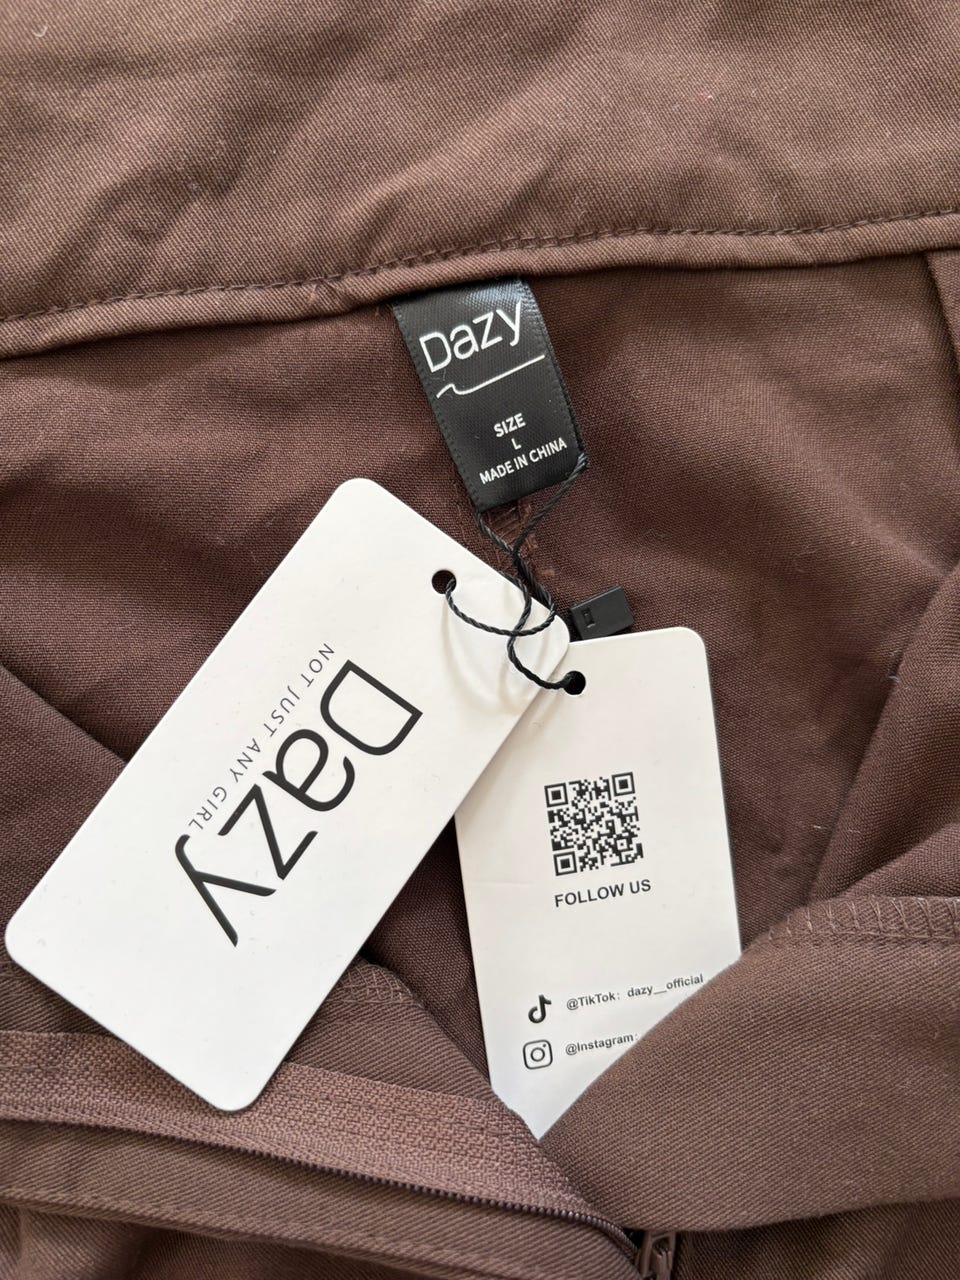 Dazy
SIZE
L
MADE IN CHINA
Dazy
NOT JUST ANY GIRL
FOLLOW US
@TikTok: dazy__official
@Instagram: